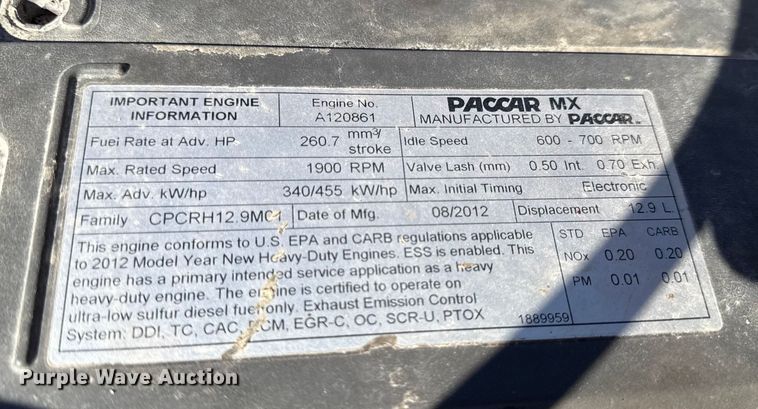 IMPORTANT ENGINE INFORMATION
Engine No. A120861
PACCAR MX
MANUFACTURED BY PACCAR INC
Fuel Rate at Adv. HP 260.7 mm³/stroke
Idle Speed 600 - 700 RPM
Max. Rated Speed 1900 RPM
Valve Lash (mm) 0.50 Int. 0.70 Exh.
Max. Adv. kW/hp 340/455 kW/hp
Max. Initial Timing Electronic
Family CPCRH12.9M01
Date of Mfg. 08/2012
Displacement 12.9 L
This engine conforms to U.S. EPA and CARB regulations applicable
to 2012 Model Year New Heavy-Duty Engines. ESS is enabled. This
engine has a primary intended service application as a heavy
heavy-duty engine. The engine is certified to operate on
ultra-low sulfur diesel fuel only. Exhaust Emission Control
System: DDI, TC, CAC, ECM, EGR-C, OC, SCR-U, PTOX
STD EPA CARB
NOx 0.20 0.20
PM 0.01 0.01
1889959
Purple Wave Auction